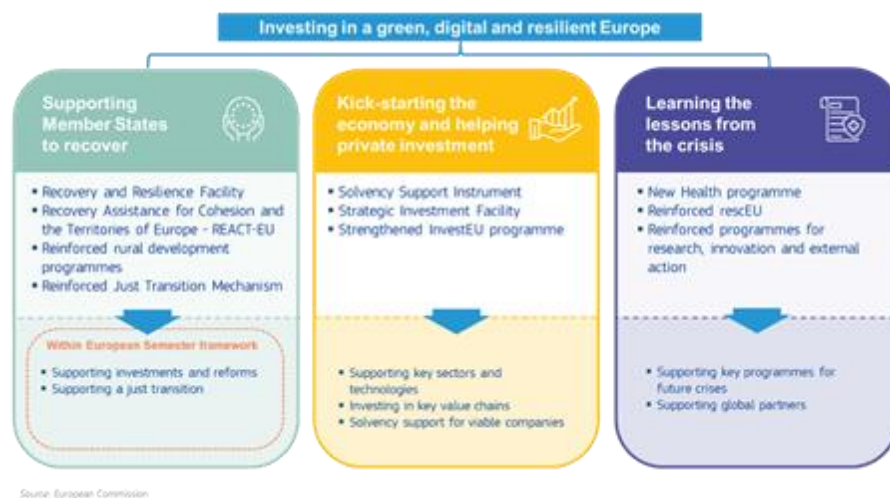 Investing in a green, digital and resilient Europe
Supporting
Member States
to recover
• Recovery and Resilience Facility
• Recovery Assistance for Cohesion and
the Territories of Europe - REACT-EU
• Reinforced rural development
programmes
• Reinforced Just Transition Mechanism
Within European Semester framework
• Supporting investments and reforms
• Supporting a just transition
Kick-starting the
economy and helping
private investment
• Solvency Support Instrument
• Strategic Investment Facility
• Strengthened InvestEU programme
• Supporting key sectors and
technologies
• Investing in key value chains
• Solvency support for viable companies
Learning the
lessons from
the crisis
• New Health programme
• Reinforced rescEU
• Reinforced programmes for
research, innovation and external
action
• Supporting key programmes for
future crises
• Supporting global partners
Source: European Commission